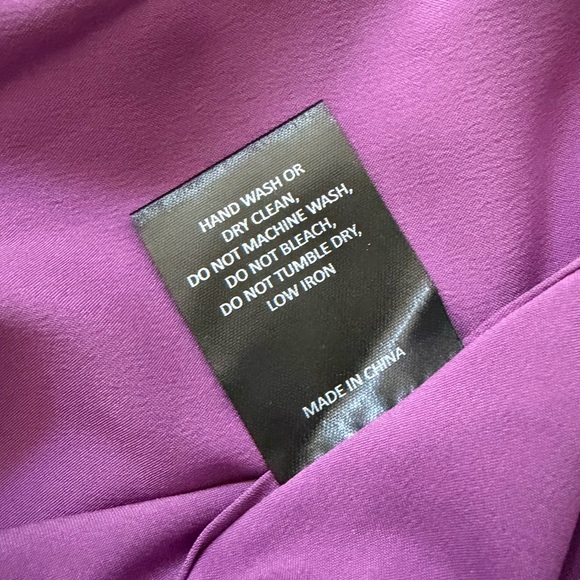 HAND WASH OR
DRY CLEAN,
DO NOT MACHINE WASH,
DO NOT BLEACH,
DO NOT TUMBLE DRY,
LOW IRON
MADE IN CHINA